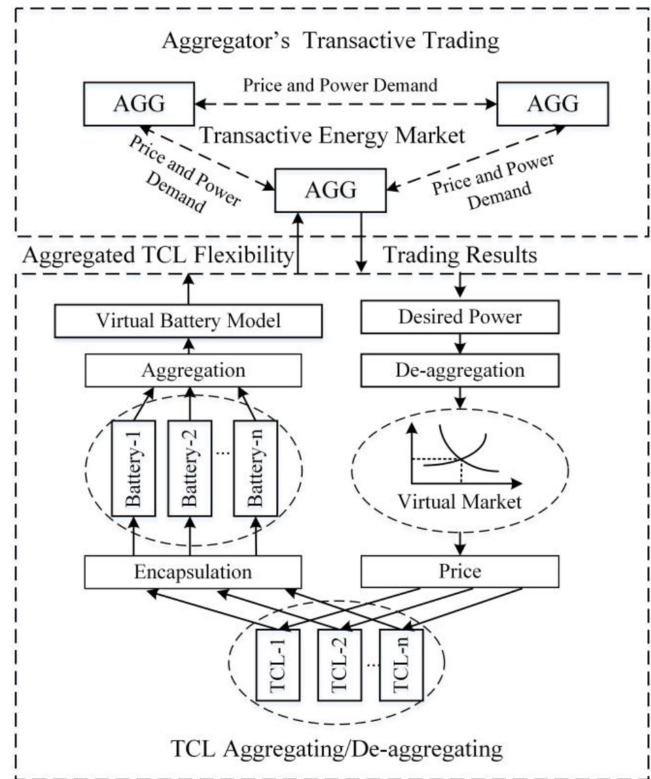 Aggregator’s Transactive Trading
Price and Power Demand
AGG
AGG
Transactive Energy Market
Price and Power
Demand
Price and Power
Demand
AGG
Aggregated TCL Flexibility
Trading Results
Virtual Battery Model
Desired Power
Aggregation
De-aggregation
Battery-1
Battery-2
...
Battery-n
Virtual Market
Encapsulation
Price
TCL-1
TCL-2
...
TCL-n
TCL Aggregating/De-aggregating